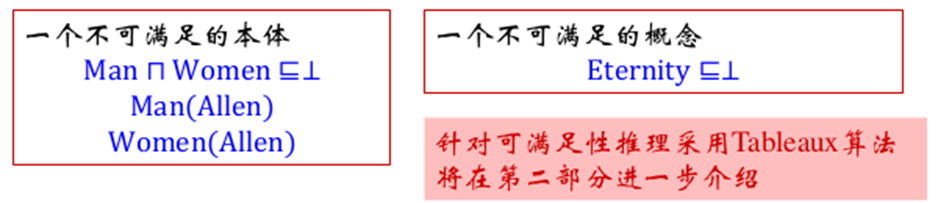 一个不可满足的本体
Man ⊓ Women ⊑⊥
Man(Allen)
Women(Allen)
一个不可满足的概念
Eternity ⊑⊥
针对可满足性推理采用Tableaux算法
将在第二部分进一步介绍